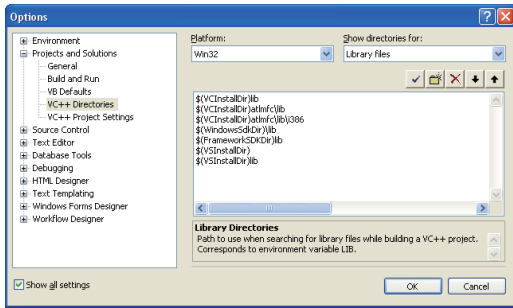 Options
Environment
Projects and Solutions
General
Build and Run
VB Defaults
VC++ Directories
VC++ Project Settings
Source Control
Text Editor
Database Tools
Debugging
HTML Designer
Text Templating
Windows Forms Designer
Workflow Designer
Show all settings
Platform:
Win32
Show directories for:
Library files
$(VCInstallDir)lib
$(VCInstallDir)atlmfc\lib
$(VCInstallDir)atlmfc\lib\i386
$(WindowsSdkDir)\lib
$(FrameworkSDKDir)lib
$(VSInstallDir)
$(VSInstallDir)lib
Library Directories
Path to use when searching for library files while building a VC++ project.
Corresponds to environment variable LIB.
OK
Cancel